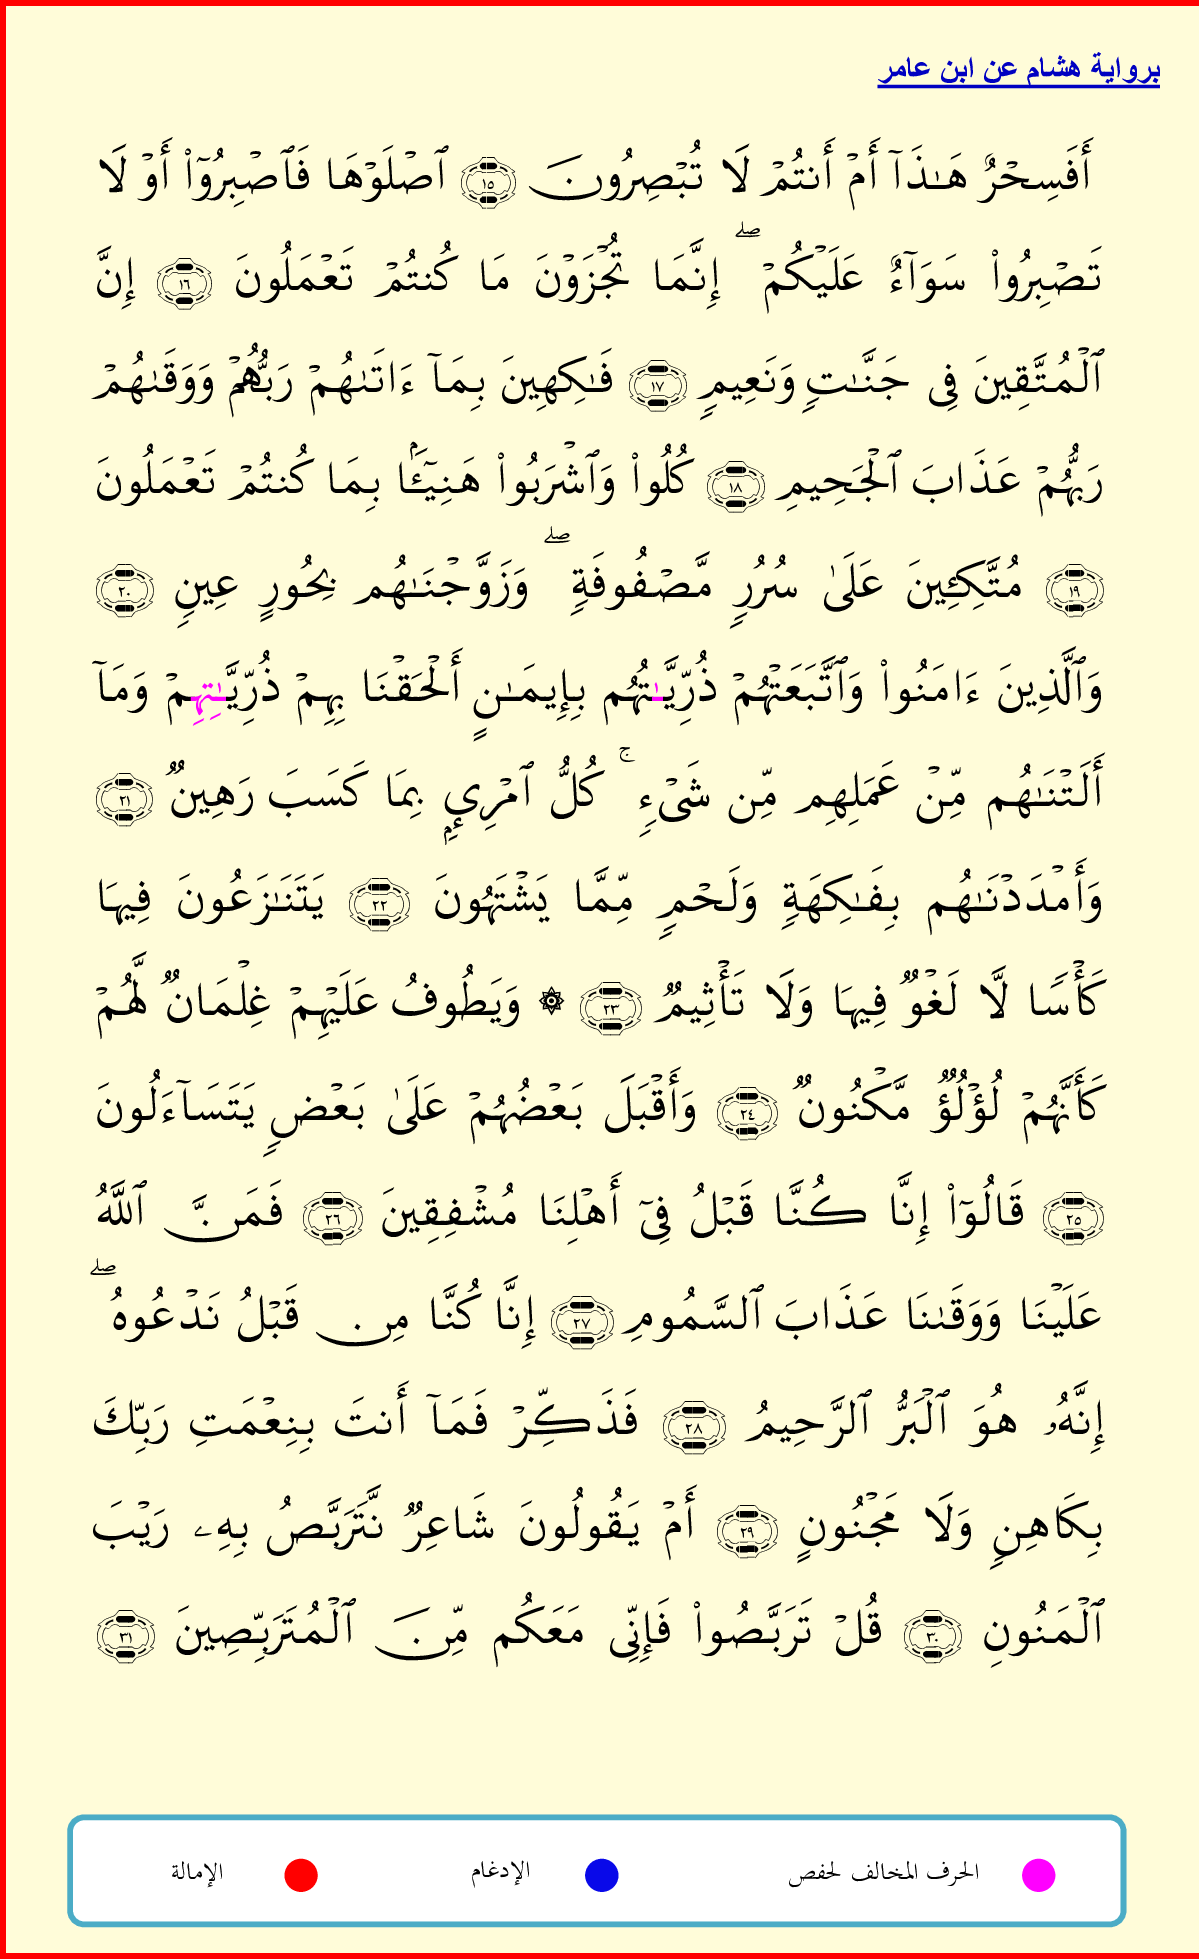 برواية هشام عن ابن عامر
أَفَسِحْرٌ هَـٰذَآ أَمْ أَنتُمْ لَا تُبْصِرُونَ ١٥ ٱصْلَوْهَا فَٱصْبِرُوٓا۟ أَوْ لَا
تَصْبِرُوا۟ سَوَآءٌ عَلَيْكُمْ ۖ إِنَّمَا تُجْزَوْنَ مَا كُنتُمْ تَعْمَلُونَ ١٦ إِنَّ
ٱلْمُتَّقِينَ فِى جَنَّـٰتٍ وَنَعِيمٍ ١٧ فَـٰكِهِينَ بِمَآ ءَاتَىٰهُمْ رَبُّهُمْ وَوَقَىٰهُمْ
رَبُّهُمْ عَذَابَ ٱلْجَحِيمِ ١٨ كُلُوا۟ وَٱشْرَبُوا۟ هَنِيٓـَٔۢا بِمَا كُنتُمْ تَعْمَلُونَ
١٩ مُتَّكِـِٔينَ عَلَىٰ سُرُرٍ مَّصْفُوفَةٍ ۖ وَزَوَّجْنَـٰهُم بِحُورٍ عِينٍ ٢٠
وَٱلَّذِينَ ءَامَنُوا۟ وَٱتَّبَعَتْهُمْ ذُرِّيَّـٰتُهُم بِإِيمَـٰنٍ أَلْحَقْنَا بِهِمْ ذُرِّيَّـٰتِهِمْ وَمَآ
أَلَتْنَـٰهُم مِّنْ عَمَلِهِم مِّن شَىْءٍ ۚ كُلُّ ٱمْرِئٍۭ بِمَا كَسَبَ رَهِينٌ ٢١
وَأَمْدَدْنَـٰهُم بِفَـٰكِهَةٍ وَلَحْمٍ مِّمَّا يَشْتَهُونَ ٢٢ يَتَنَـٰزَعُونَ فِيهَا
كَأْسًا لَّا لَغْوٌ فِيهَا وَلَا تَأْثِيمٌ ٢٣ ۞ وَيَطُوفُ عَلَيْهِمْ غِلْمَانٌ لَّهُمْ
كَأَنَّهُمْ لُؤْلُؤٌ مَّكْنُونٌ ٢٤ وَأَقْبَلَ بَعْضُهُمْ عَلَىٰ بَعْضٍ يَتَسَآءَلُونَ
٢٥ قَالُوٓا۟ إِنَّا كُنَّا قَبْلُ فِىٓ أَهْلِنَا مُشْفِقِينَ ٢٦ فَمَنَّ ٱللَّهُ
عَلَيْنَا وَوَقَىٰنَا عَذَابَ ٱلسَّمُومِ ٢٧ إِنَّا كُنَّا مِن قَبْلُ نَدْعُوهُ ۖ
إِنَّهُۥ هُوَ ٱلْبَرُّ ٱلرَّحِيمُ ٢٨ فَذَكِّرْ فَمَآ أَنتَ بِنِعْمَتِ رَبِّكَ
بِكَاهِنٍ وَلَا مَجْنُونٍ ٢٩ أَمْ يَقُولُونَ شَاعِرٌ نَّتَرَبَّصُ بِهِۦ رَيْبَ
ٱلْمَنُونِ ٣٠ قُلْ تَرَبَّصُوا۟ فَإِنِّى مَعَكُم مِّنَ ٱلْمُتَرَبِّصِينَ ٣١
الحرف المخالف لحفص الإدغام الإمالة